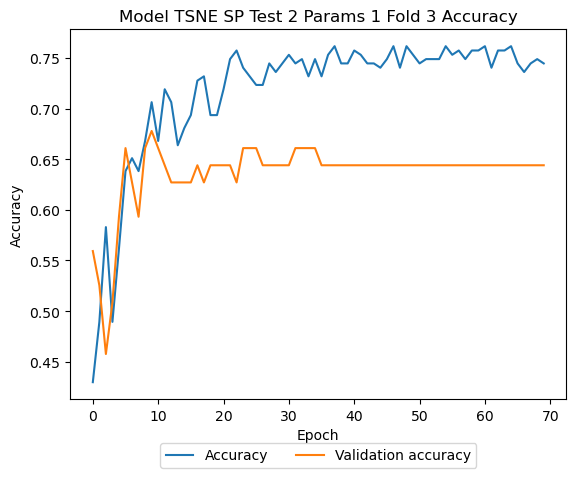 Model TSNE SP Test 2 Params 1 Fold 3 Accuracy
0.75
0.70
0.65
0.60
0.55
0.50
0.45
Accuracy
0 10 20 30 40 50 60 70
Epoch
Accuracy Validation accuracy